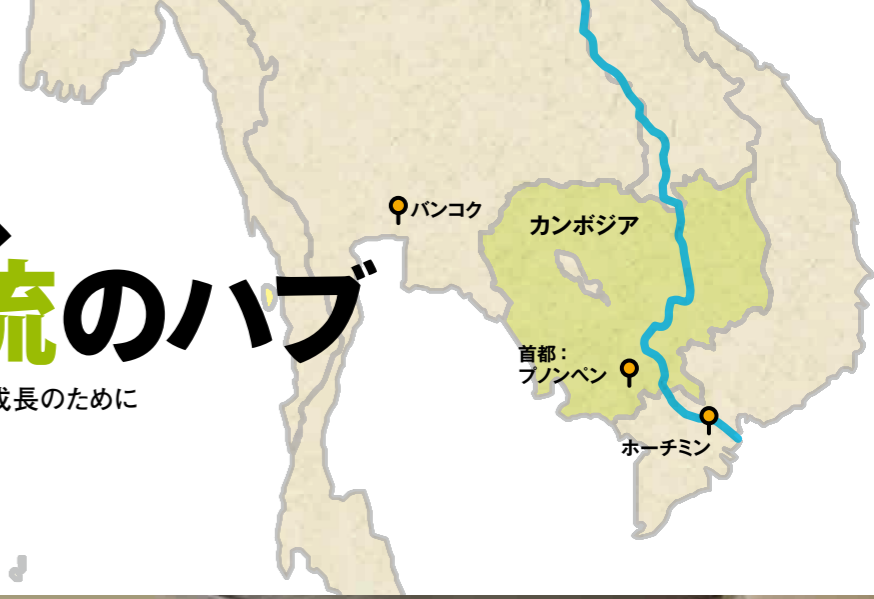 バンコク
カンボジア
流のハブ
首都：
プノンペン
成長のために
ホーチミン